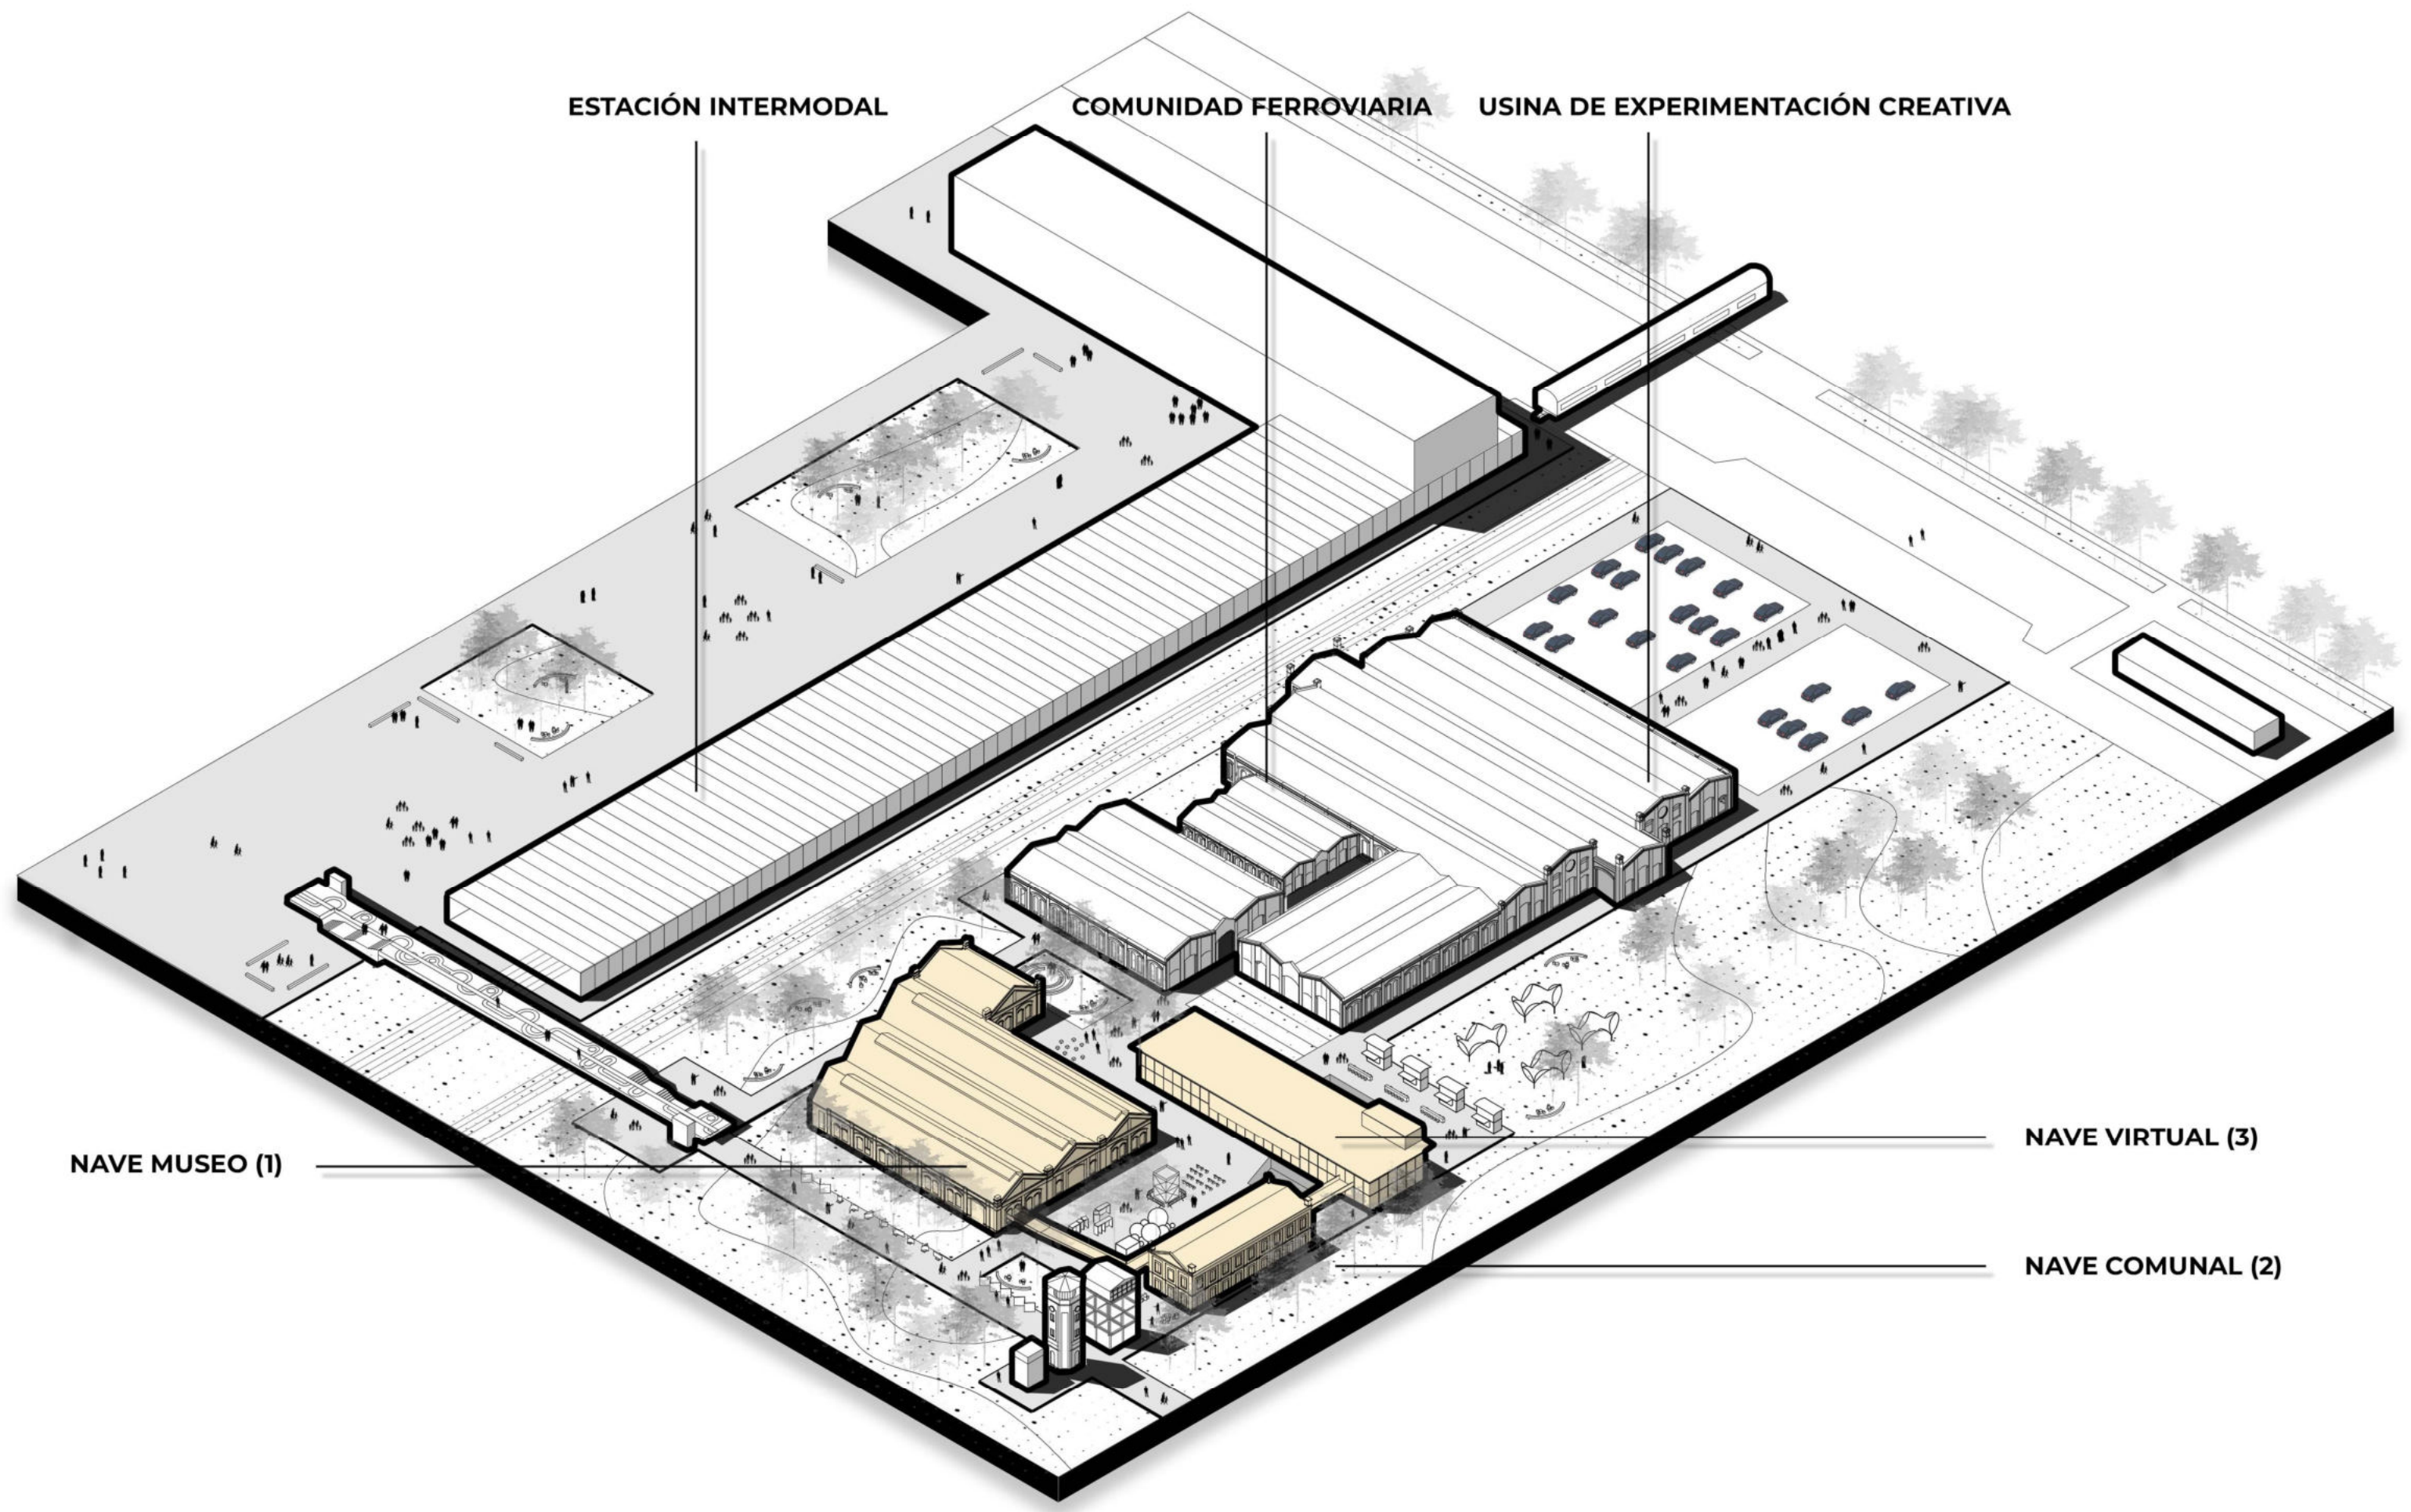 ESTACIÓN INTERMODAL
COMUNIDAD FERROVIARIA
USINA DE EXPERIMENTACIÓN CREATIVA
NAVE VIRTUAL (3)
NAVE MUSEO (1)
NAVE COMUNAL (2)